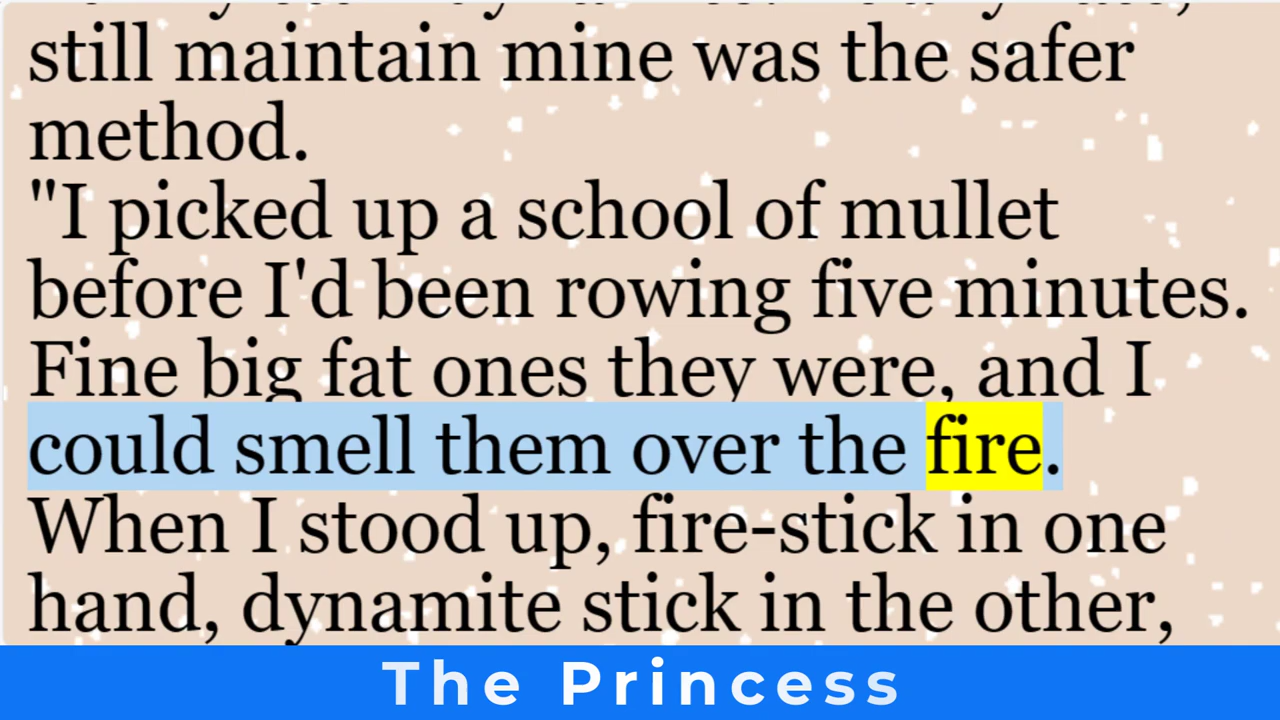 still maintain mine was the safer
method.
"I picked up a school of mullet
before I'd been rowing five minutes.
Fine big fat ones they were, and I
could smell them over the fire.
When I stood up, fire-stick in one
hand, dynamite stick in the other,
The Princess